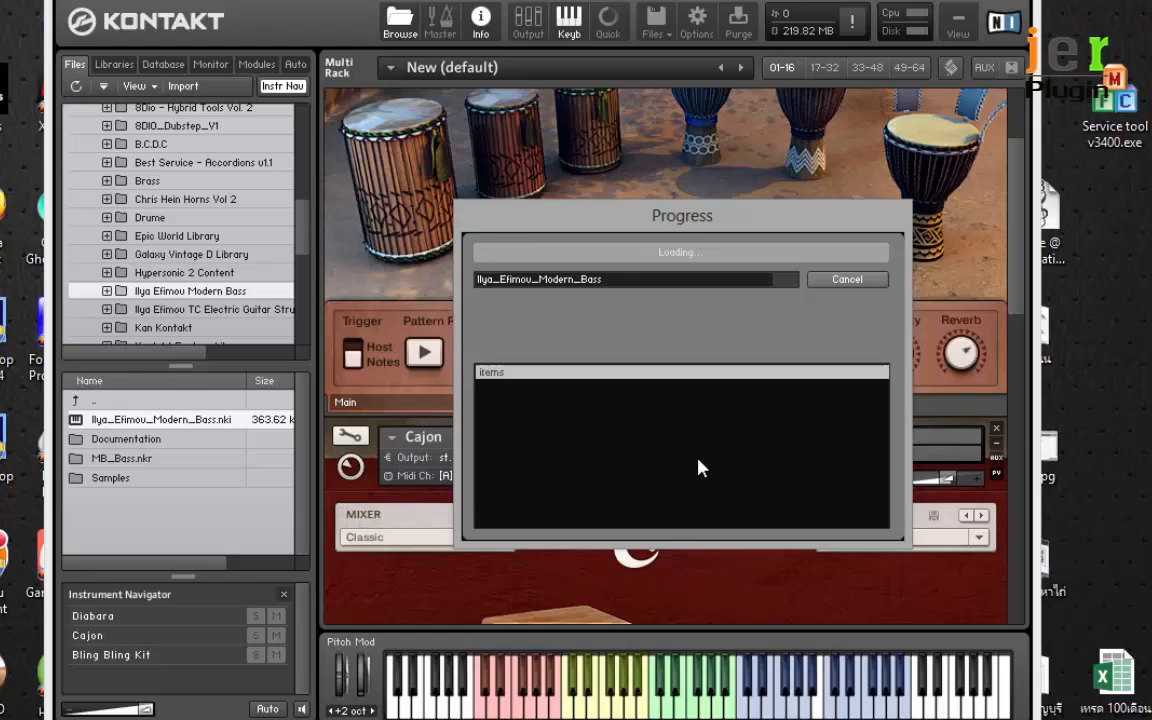 KONTAKT
Browse
Master
Info
Output
Keyb
Quick
Files
Options
Purge
0
219.82 MB
!
Cpu
Disk
View
NI
jer
Plugin
Files
Libraries
Database
Monitor
Modules
Auto
View
Import
Instr Nav
Multi
Rack
New (default)
01-16
17-32
33-48
49-64
AUX
8Dio - Hybrid Tools Vol. 2
8DIO_Dubstep_V1
B.C.D.C
Best Service - Accordions v1.1
Brass
Chris Hein Horns Vol 2
Drume
Epic World Library
Galaxy Vintage D Library
Hypersonic 2 Content
Ilya Efimov Modern Bass
Ilya Efimov TC Electric Guitar Stru
Kan Kontakt
Name
Size
..
Ilya_Efimov_Modern_Bass.nki
363.62 k
Documentation
MB_Bass.nkr
Samples
Instrument Navigator
Diabara
S
M
Cajon
S
M
Bling Bling Kit
S
M
Auto
Progress
Loading...
Ilya_Efimov_Modern_Bass
Cancel
items
Trigger
Pattern P
Host
Notes
Reverb
Main
Cajon
Output: st.
Midi Ch: [A]
AUX
PV
MIXER
Classic
Pitch Mod
+2 oct
Service tool
v3400.exe